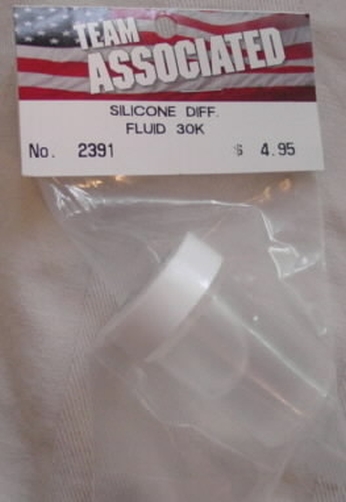 TEAM
ASSOCIATED
SILICONE DIFF.
FLUID 30K
No. 2391 $ 4.95